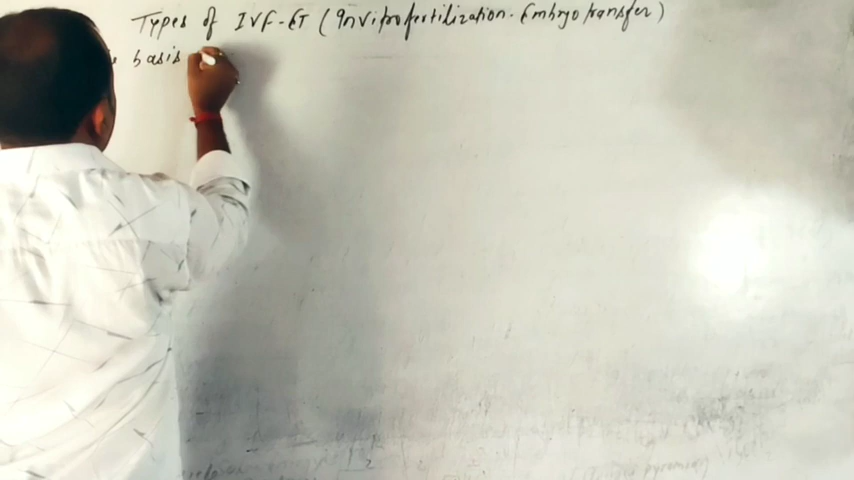 Types of IVF-ET (Invitrofertilization-Embryo transfer)
basis